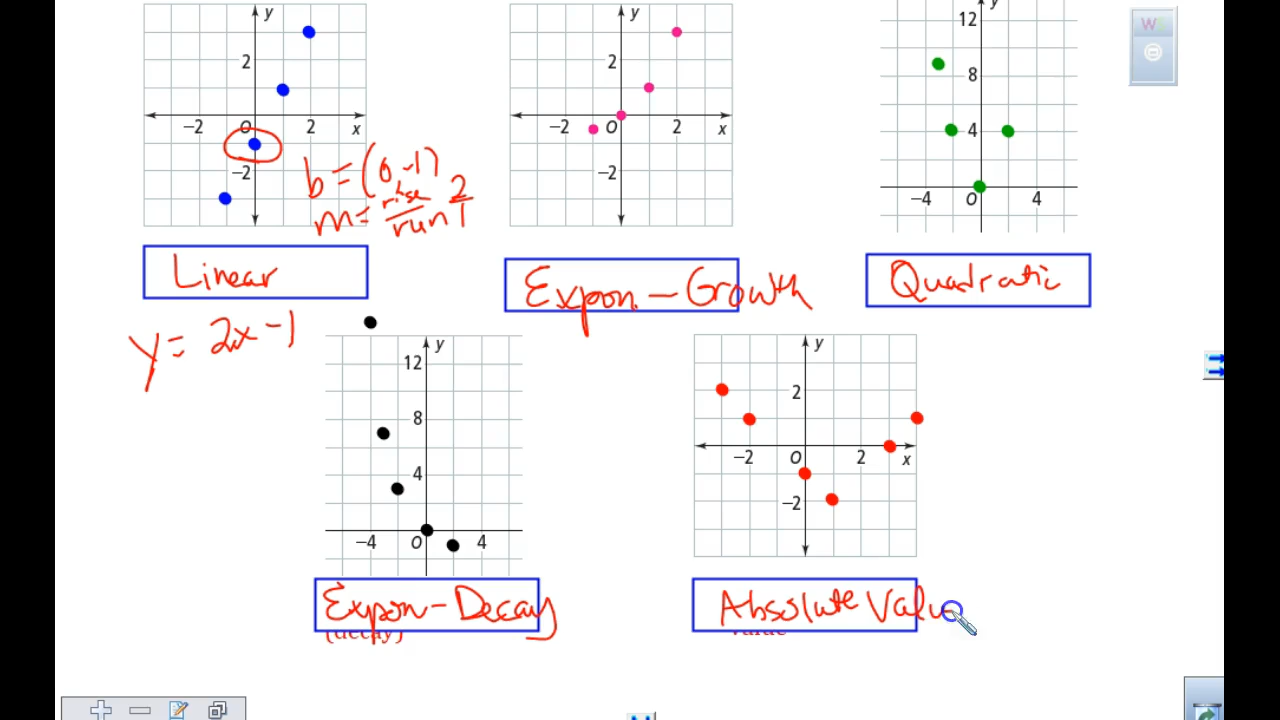 y
2
−2
O
2
x
−2
b = (0, -1)
m = rise/run 2/1
Linear
y = 2x - 1
y
2
−2
O
2
x
−2
Expon. - Growth
y
12
8
4
−4
O
4
Quadratic
W
y
12
8
4
−4
O
4
Expon - Decay
(decay)
y
2
−2
O
2
x
−2
Absolute Valu
value